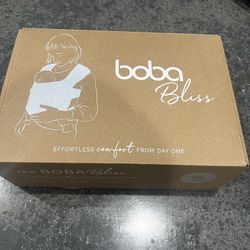 boba
Bliss
EFFORTLESS comfort FROM DAY ONE
the BOBA Bliss